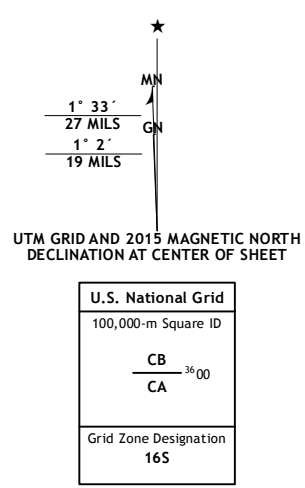 ★
MN
1° 33´
27 MILS
GN
1° 2´
19 MILS
UTM GRID AND 2015 MAGNETIC NORTH
DECLINATION AT CENTER OF SHEET
U.S. National Grid
100,000-m Square ID
CB
3600
CA
Grid Zone Designation
16S